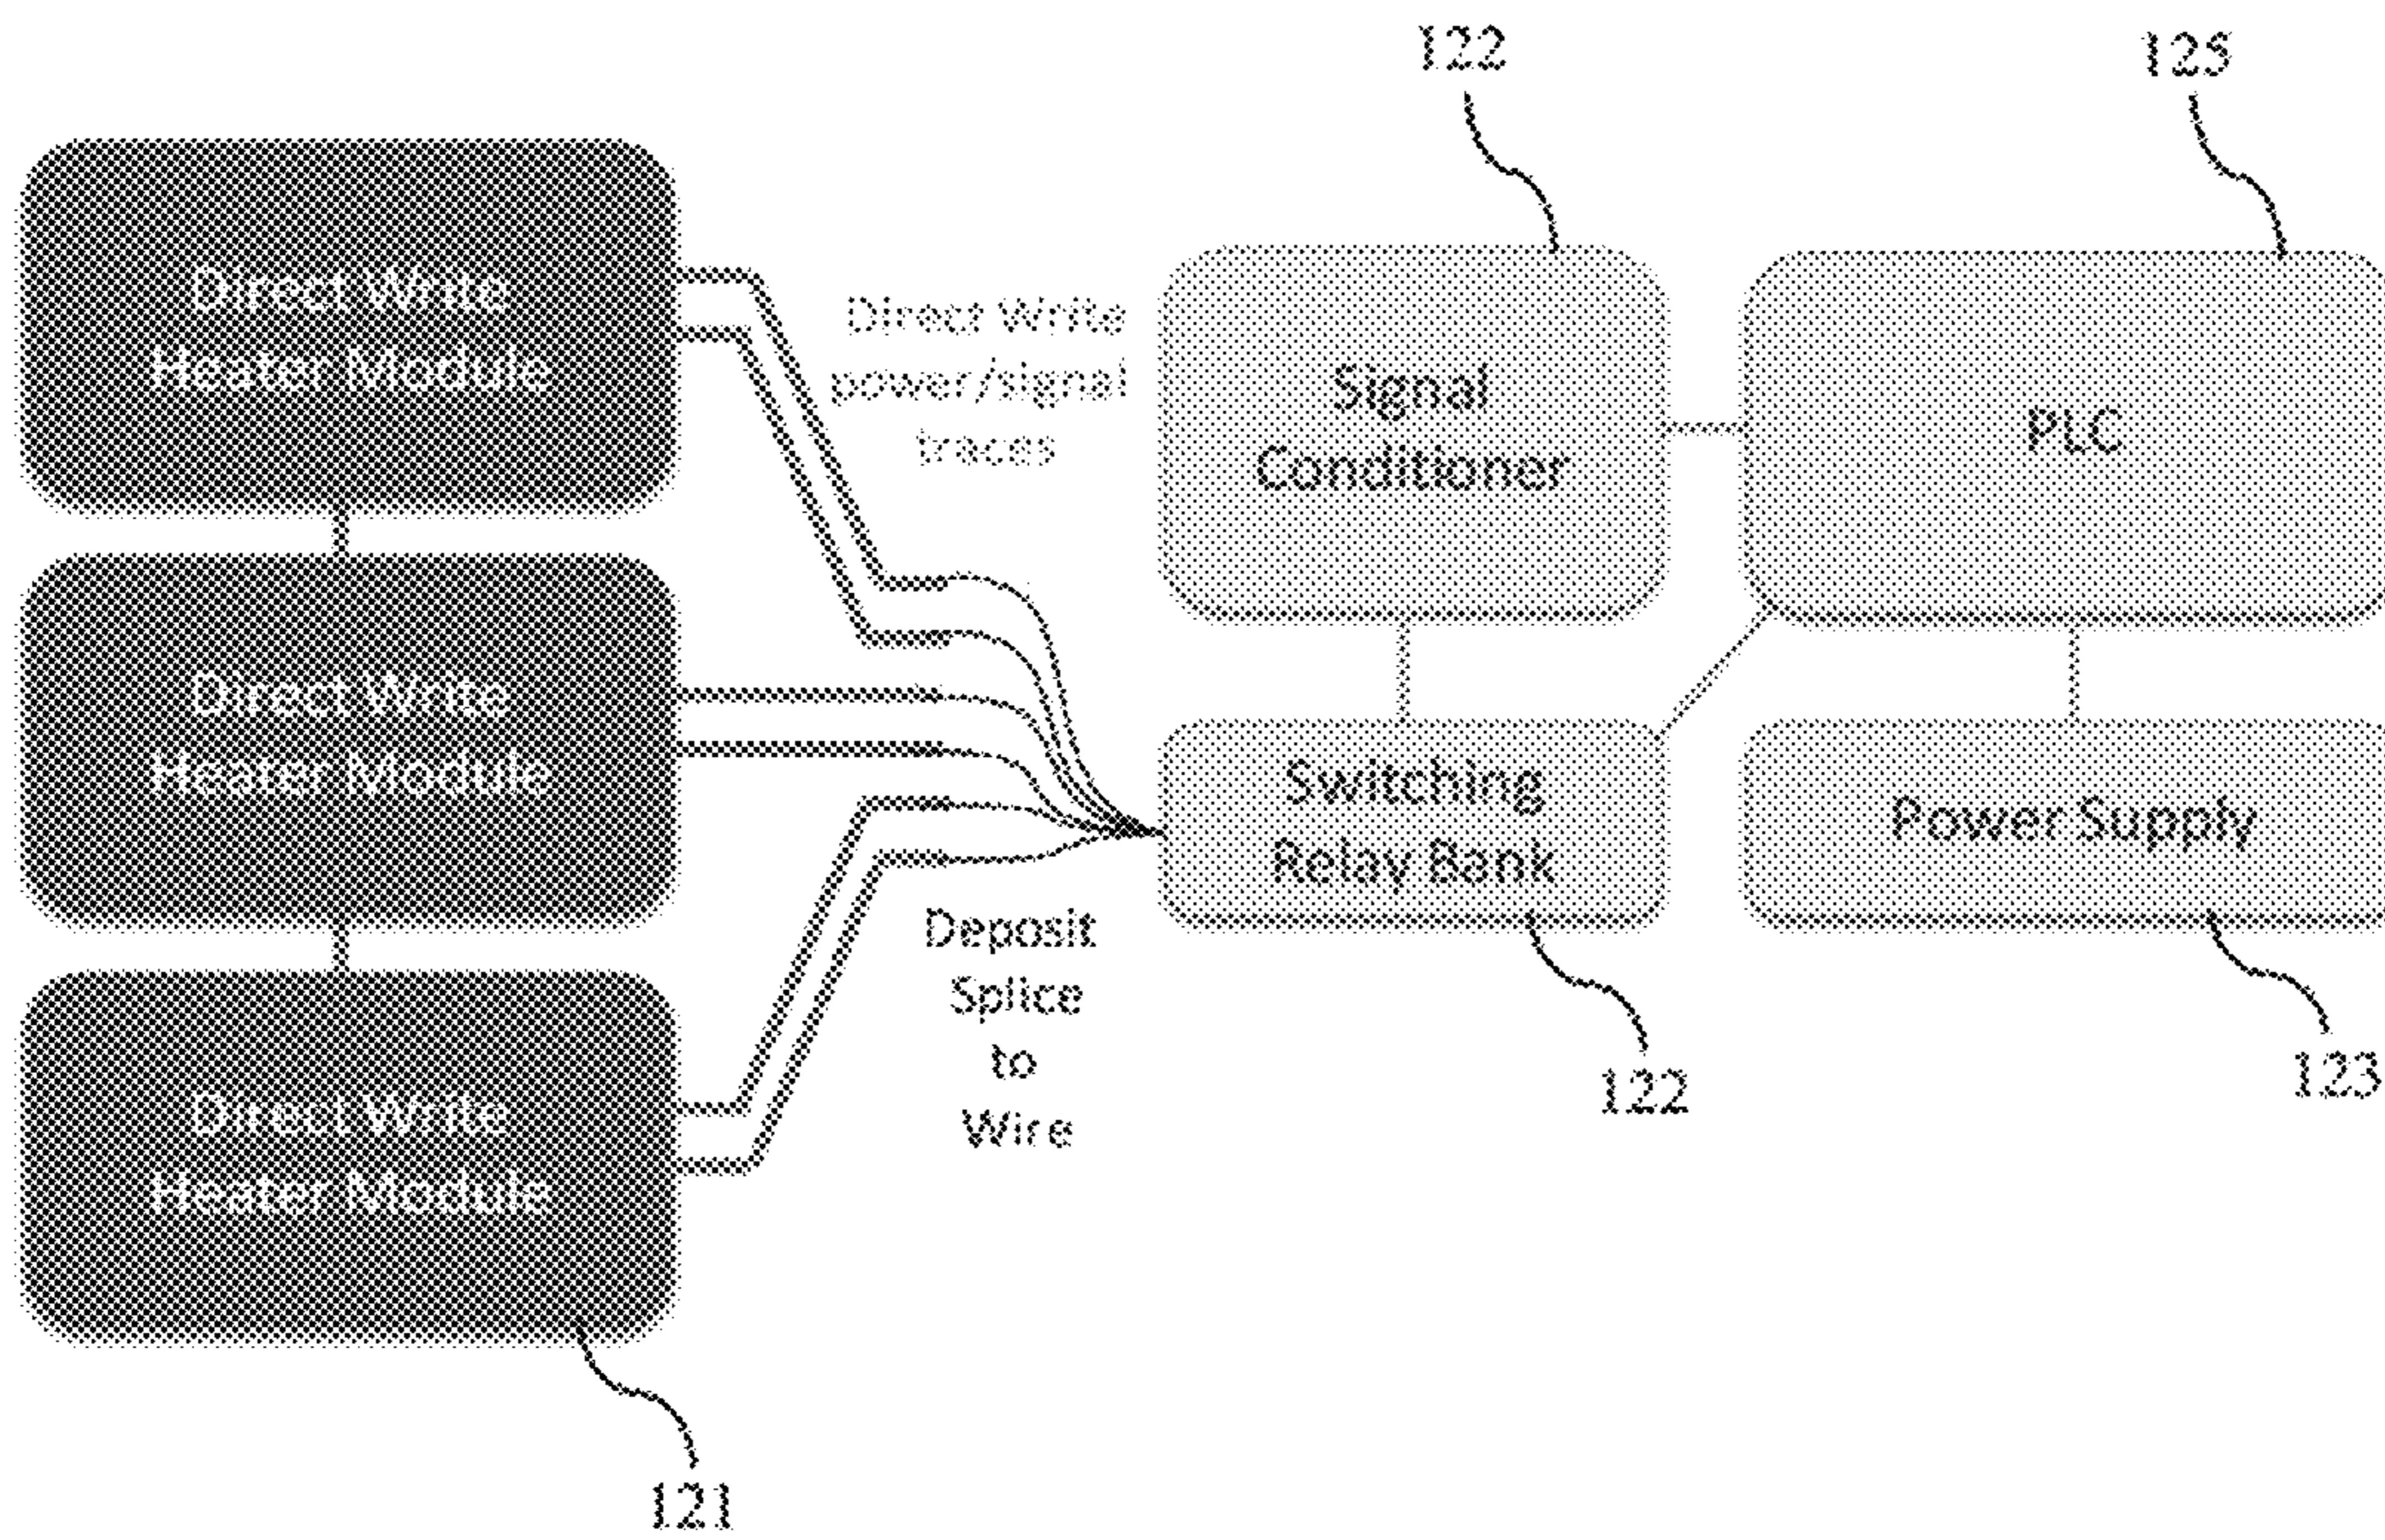 122
125
Direct Write
Heater Module
Direct Write
power/signal
traces
Signal
Conditioner
PLC
Direct Write
Heater Module
Switching
Relay Bank
Power Supply
Deposit
Splice
to
Wire
Direct Write
Heater Module
122
123
121